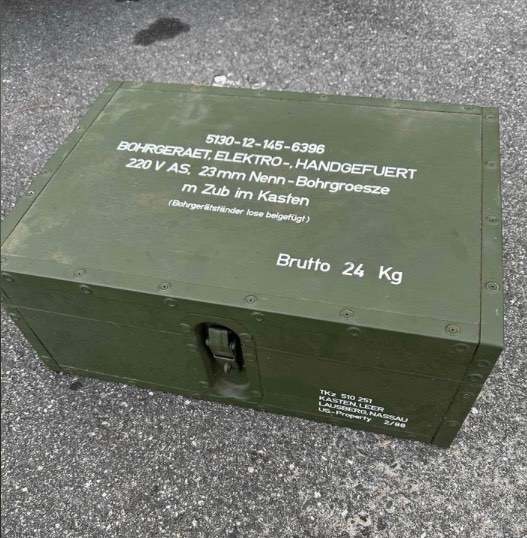 5130-12-145-6396
BOHRGERAET, ELEKTRO-, HANDGEFUERT
220 V AS, 23mm Nenn-Bohrgroesze
m Zub im Kasten
(Bohrgerätständer lose beigefügt)
Brutto 24 Kg
TKz 510 251
KASTEN, LEER
LAUSBERG, NASSAU
US-Property 2/88